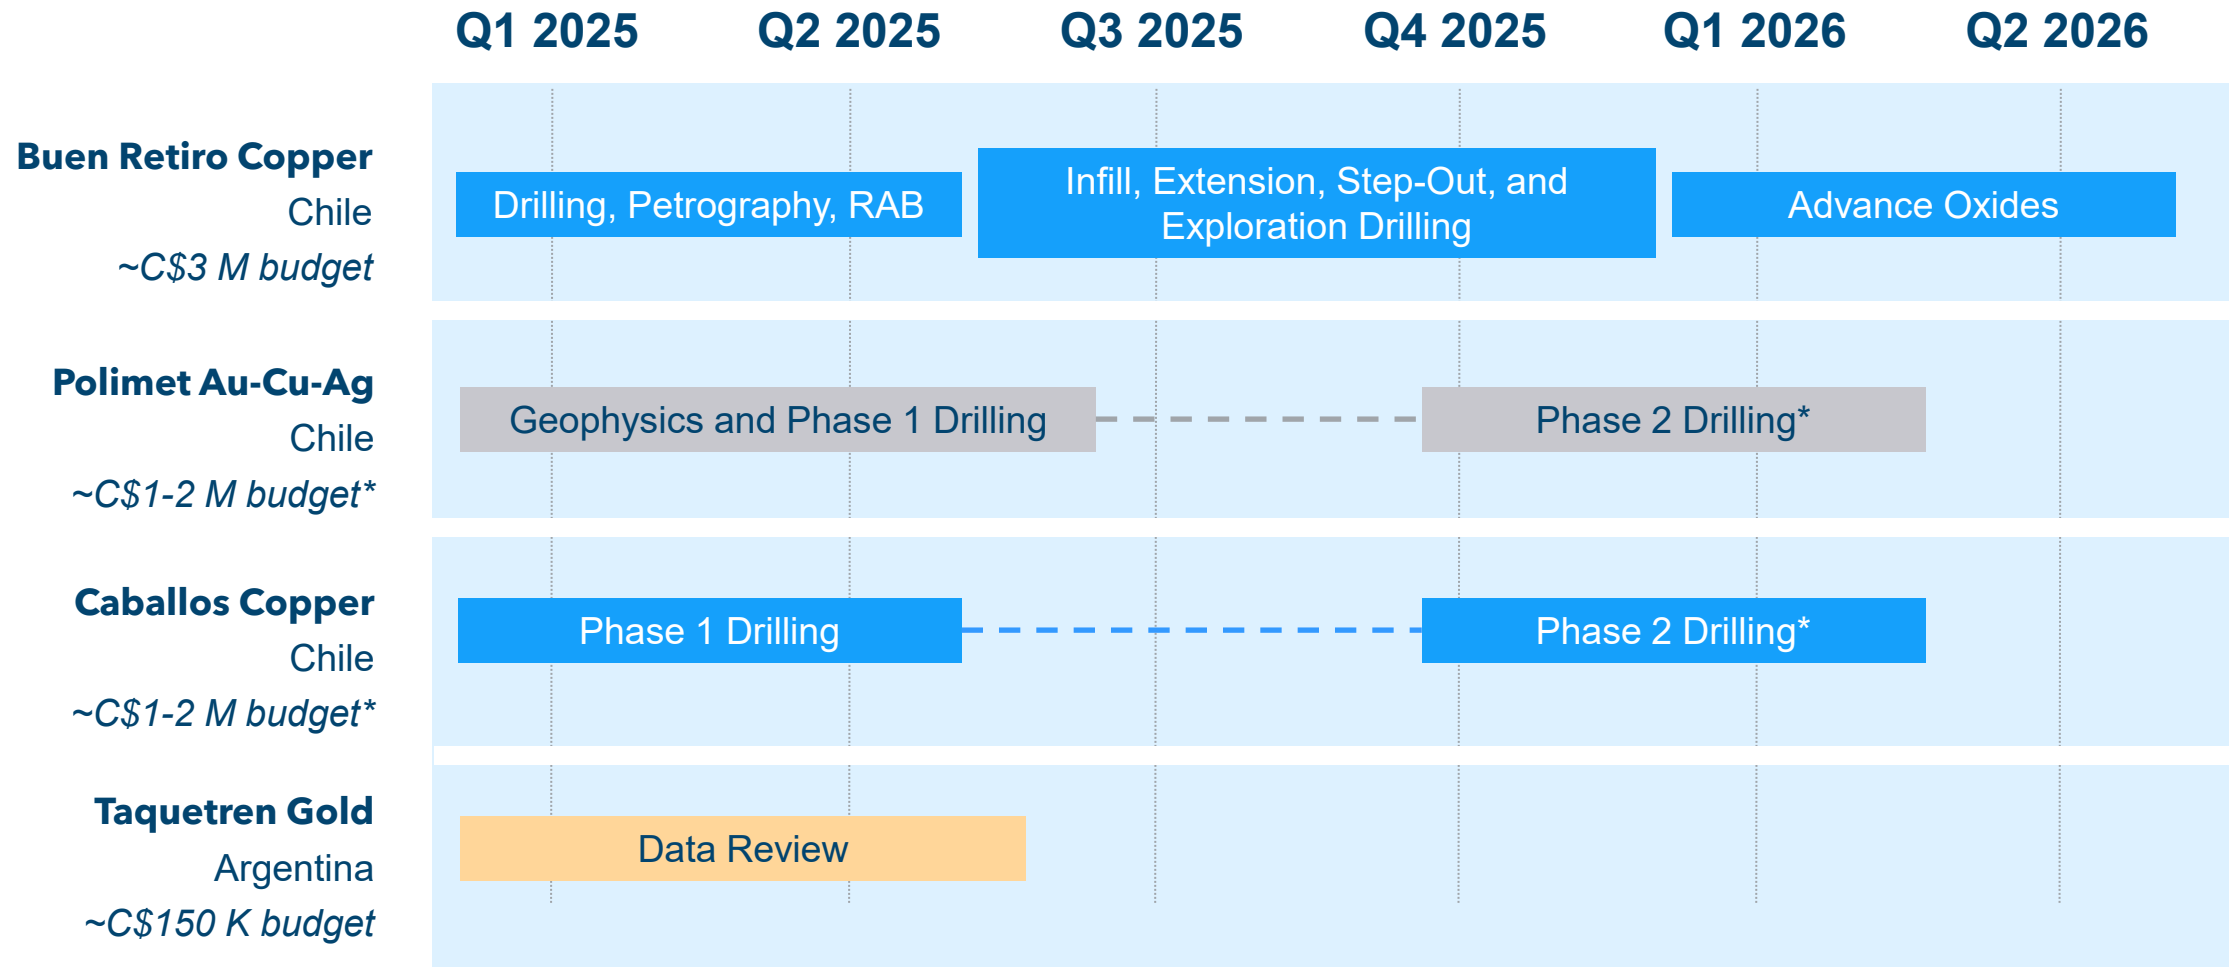 Q1 2025 Q2 2025 Q3 2025 Q4 2025 Q1 2026 Q2 2026
Buen Retiro Copper
Chile
~C$3 M budget
Drilling, Petrography, RAB
Infill, Extension, Step-Out, and
Exploration Drilling
Advance Oxides
Polimet Au-Cu-Ag
Chile
~C$1-2 M budget*
Geophysics and Phase 1 Drilling
Phase 2 Drilling*
Caballos Copper
Chile
~C$1-2 M budget*
Phase 1 Drilling
Phase 2 Drilling*
Taquetren Gold
Argentina
~C$150 K budget
Data Review